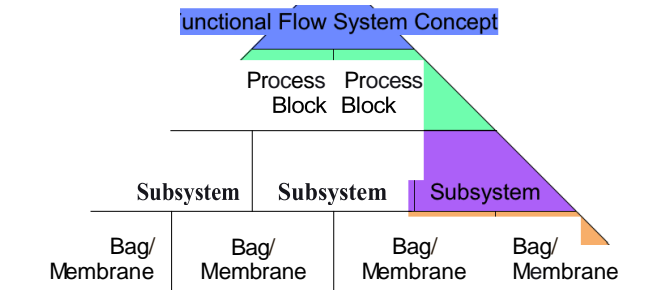 unctional Flow System Concept
Process Process
Block Block
Subsystem Subsystem Subsystem
Bag/ Bag/ Bag/ Bag/
Membrane Membrane Membrane Membrane